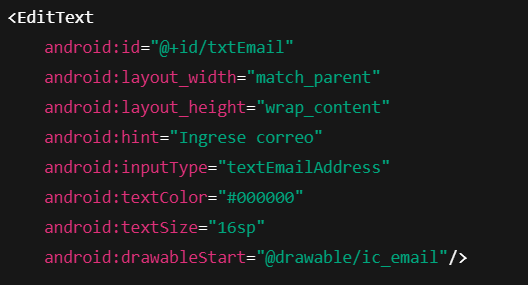 <EditText
android:id="@+id/txtEmail"
android:layout_width="match_parent"
android:layout_height="wrap_content"
android:hint="Ingrese correo"
android:inputType="textEmailAddress"
android:textColor="#000000"
android:textSize="16sp"
android:drawableStart="@drawable/ic_email"/>